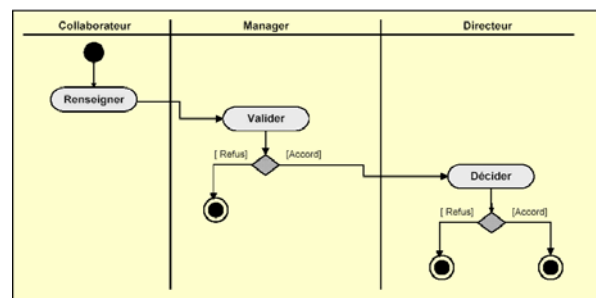 Collaborateur
Manager
Directeur
Renseigner
Valider
[ Refus]
[Accord]
Décider
[ Refus]
[Accord]